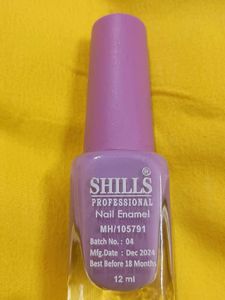 SHILLS®
PROFESSIONAL
Nail Enamel
MH/105791
Batch No. : 04
Mfg.Date : Dec 2024
Best Before 18 Months
12 ml